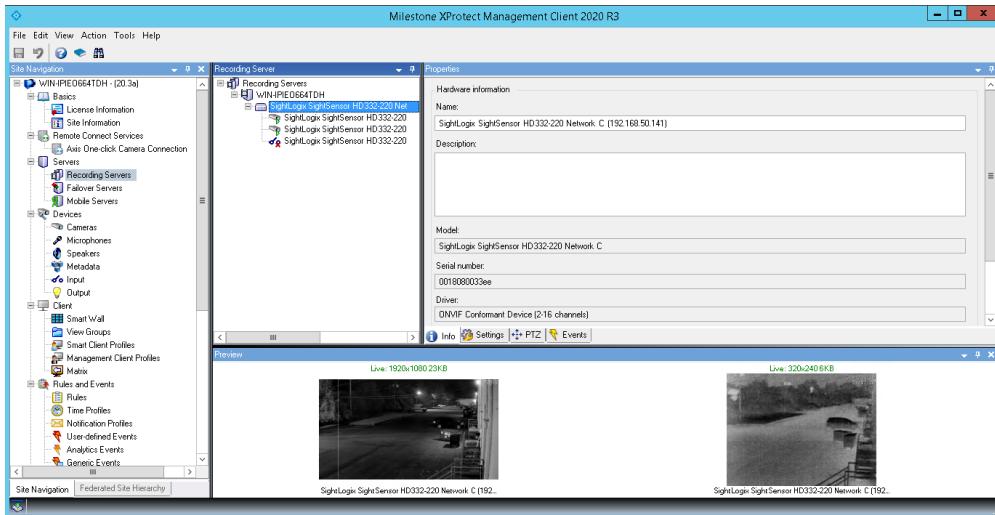 Milestone XProtect Management Client 2020 R3
File Edit View Action Tools Help
Site Navigation
WIN-IPIEO664TDH - (20.3a)
Basics
License Information
Site Information
Remote Connect Services
Axis One-click Camera Connection
Servers
Recording Servers
Failover Servers
Mobile Servers
Devices
Cameras
Microphones
Speakers
Metadata
Input
Output
Client
Smart Wall
View Groups
Smart Client Profiles
Management Client Profiles
Matrix
Rules and Events
Rules
Time Profiles
Notification Profiles
User-defined Events
Analytics Events
Generic Events
Site Navigation
Federated Site Hierarchy
Recording Server
Recording Servers
WIN-IPIEO664TDH
SightLogix SightSensor HD332-220 Net
SightLogix SightSensor HD332-220
SightLogix SightSensor HD332-220
SightLogix SightSensor HD332-220
Properties
Hardware information
Name:
SightLogix SightSensor HD332-220 Network C (192.168.50.141)
Description:
Model:
SightLogix SightSensor HD332-220 Network C
Serial number:
0018080033ee
Driver:
ONVIF Conformant Device (2-16 channels)
Info Settings PTZ Events
Preview
Live: 1920x1080 23KB
SightLogix SightSensor HD332-220 Network C (192...
Live: 320x240 6KB
SightLogix SightSensor HD332-220 Network C (192...